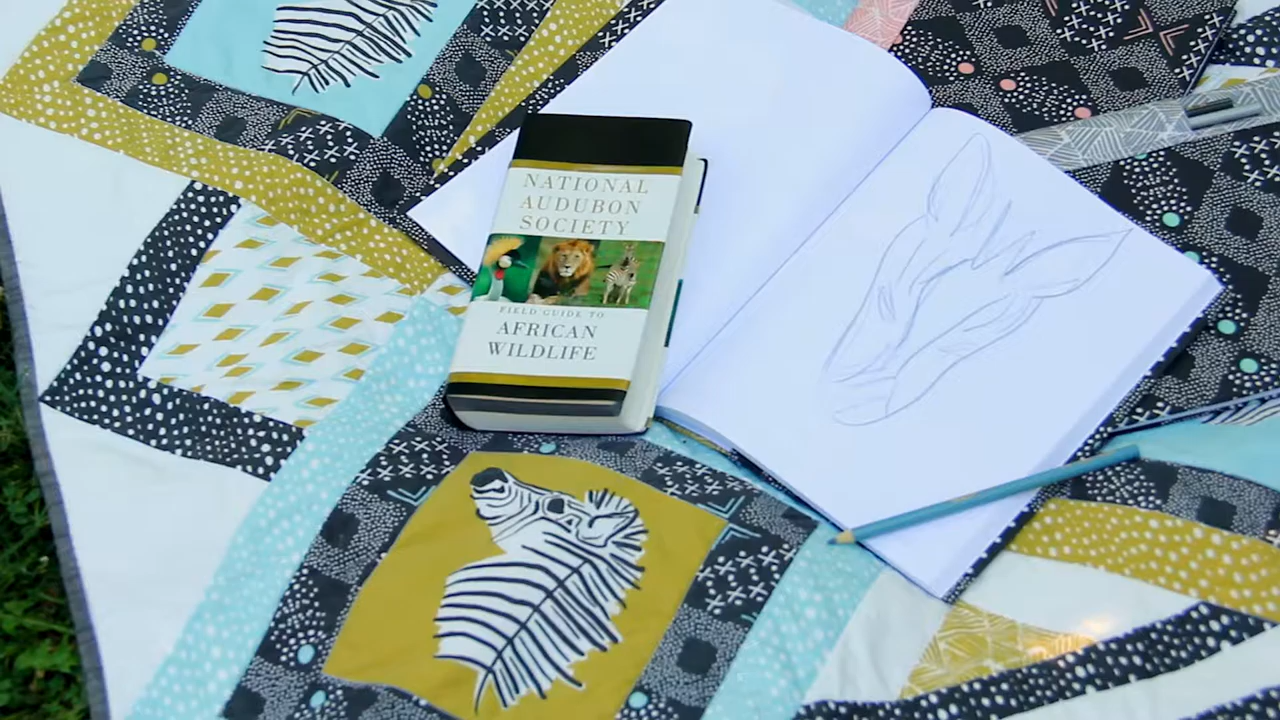 NATIONAL
AUDUBON
SOCIETY
FIELD GUIDE TO
AFRICAN
WILDLIFE